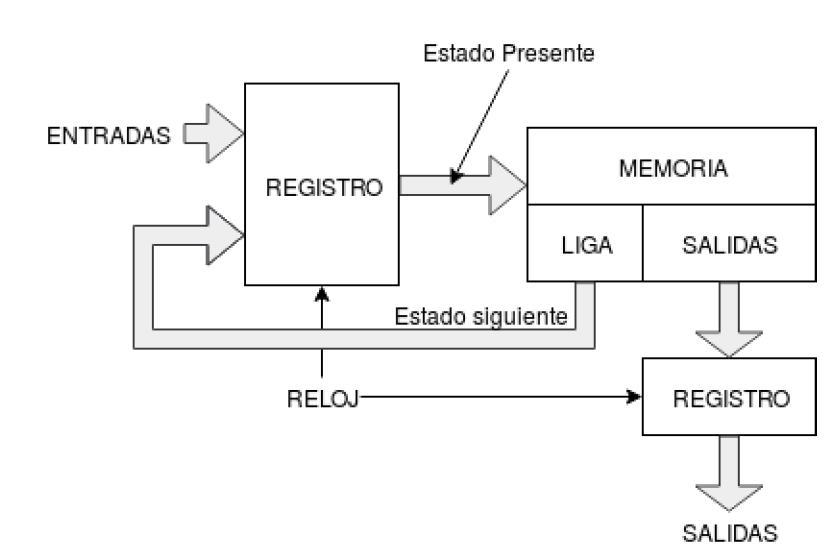 Estado Presente
ENTRADAS
REGISTRO
MEMORIA
LIGA
SALIDAS
Estado siguiente
RELOJ
REGISTRO
SALIDAS